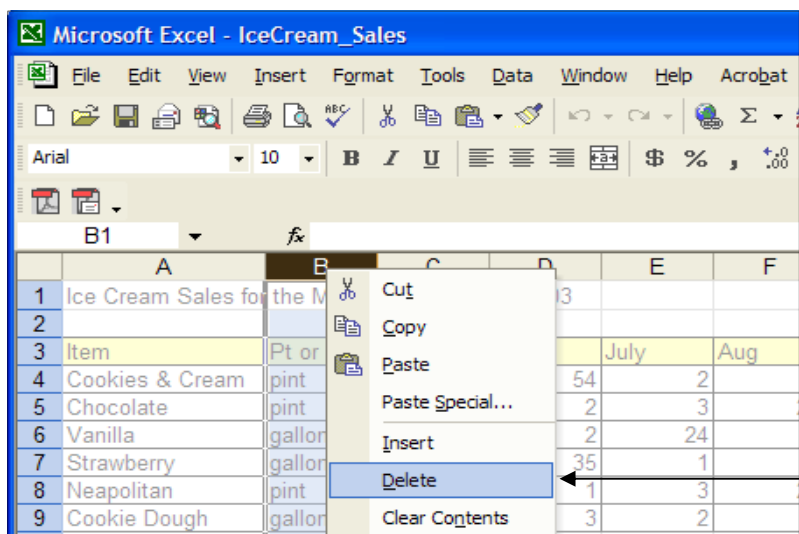 Microsoft Excel - IceCream_Sales
File Edit View Insert Format Tools Data Window Help Acrobat
ABC Σ
Arial 10 B I U $ % , .00
B1 fx
A B C D E F
1 Ice Cream Sales for the M 03
2
3 Item Pt or July Aug
4 Cookies & Cream pint 54 2
5 Chocolate pint 2 3
6 Vanilla gallon 2 24
7 Strawberry gallon 35 1
8 Neapolitan pint 1 3
9 Cookie Dough gallon 3 2
Cut
Copy
Paste
Paste Special...
Insert
Delete
Clear Contents